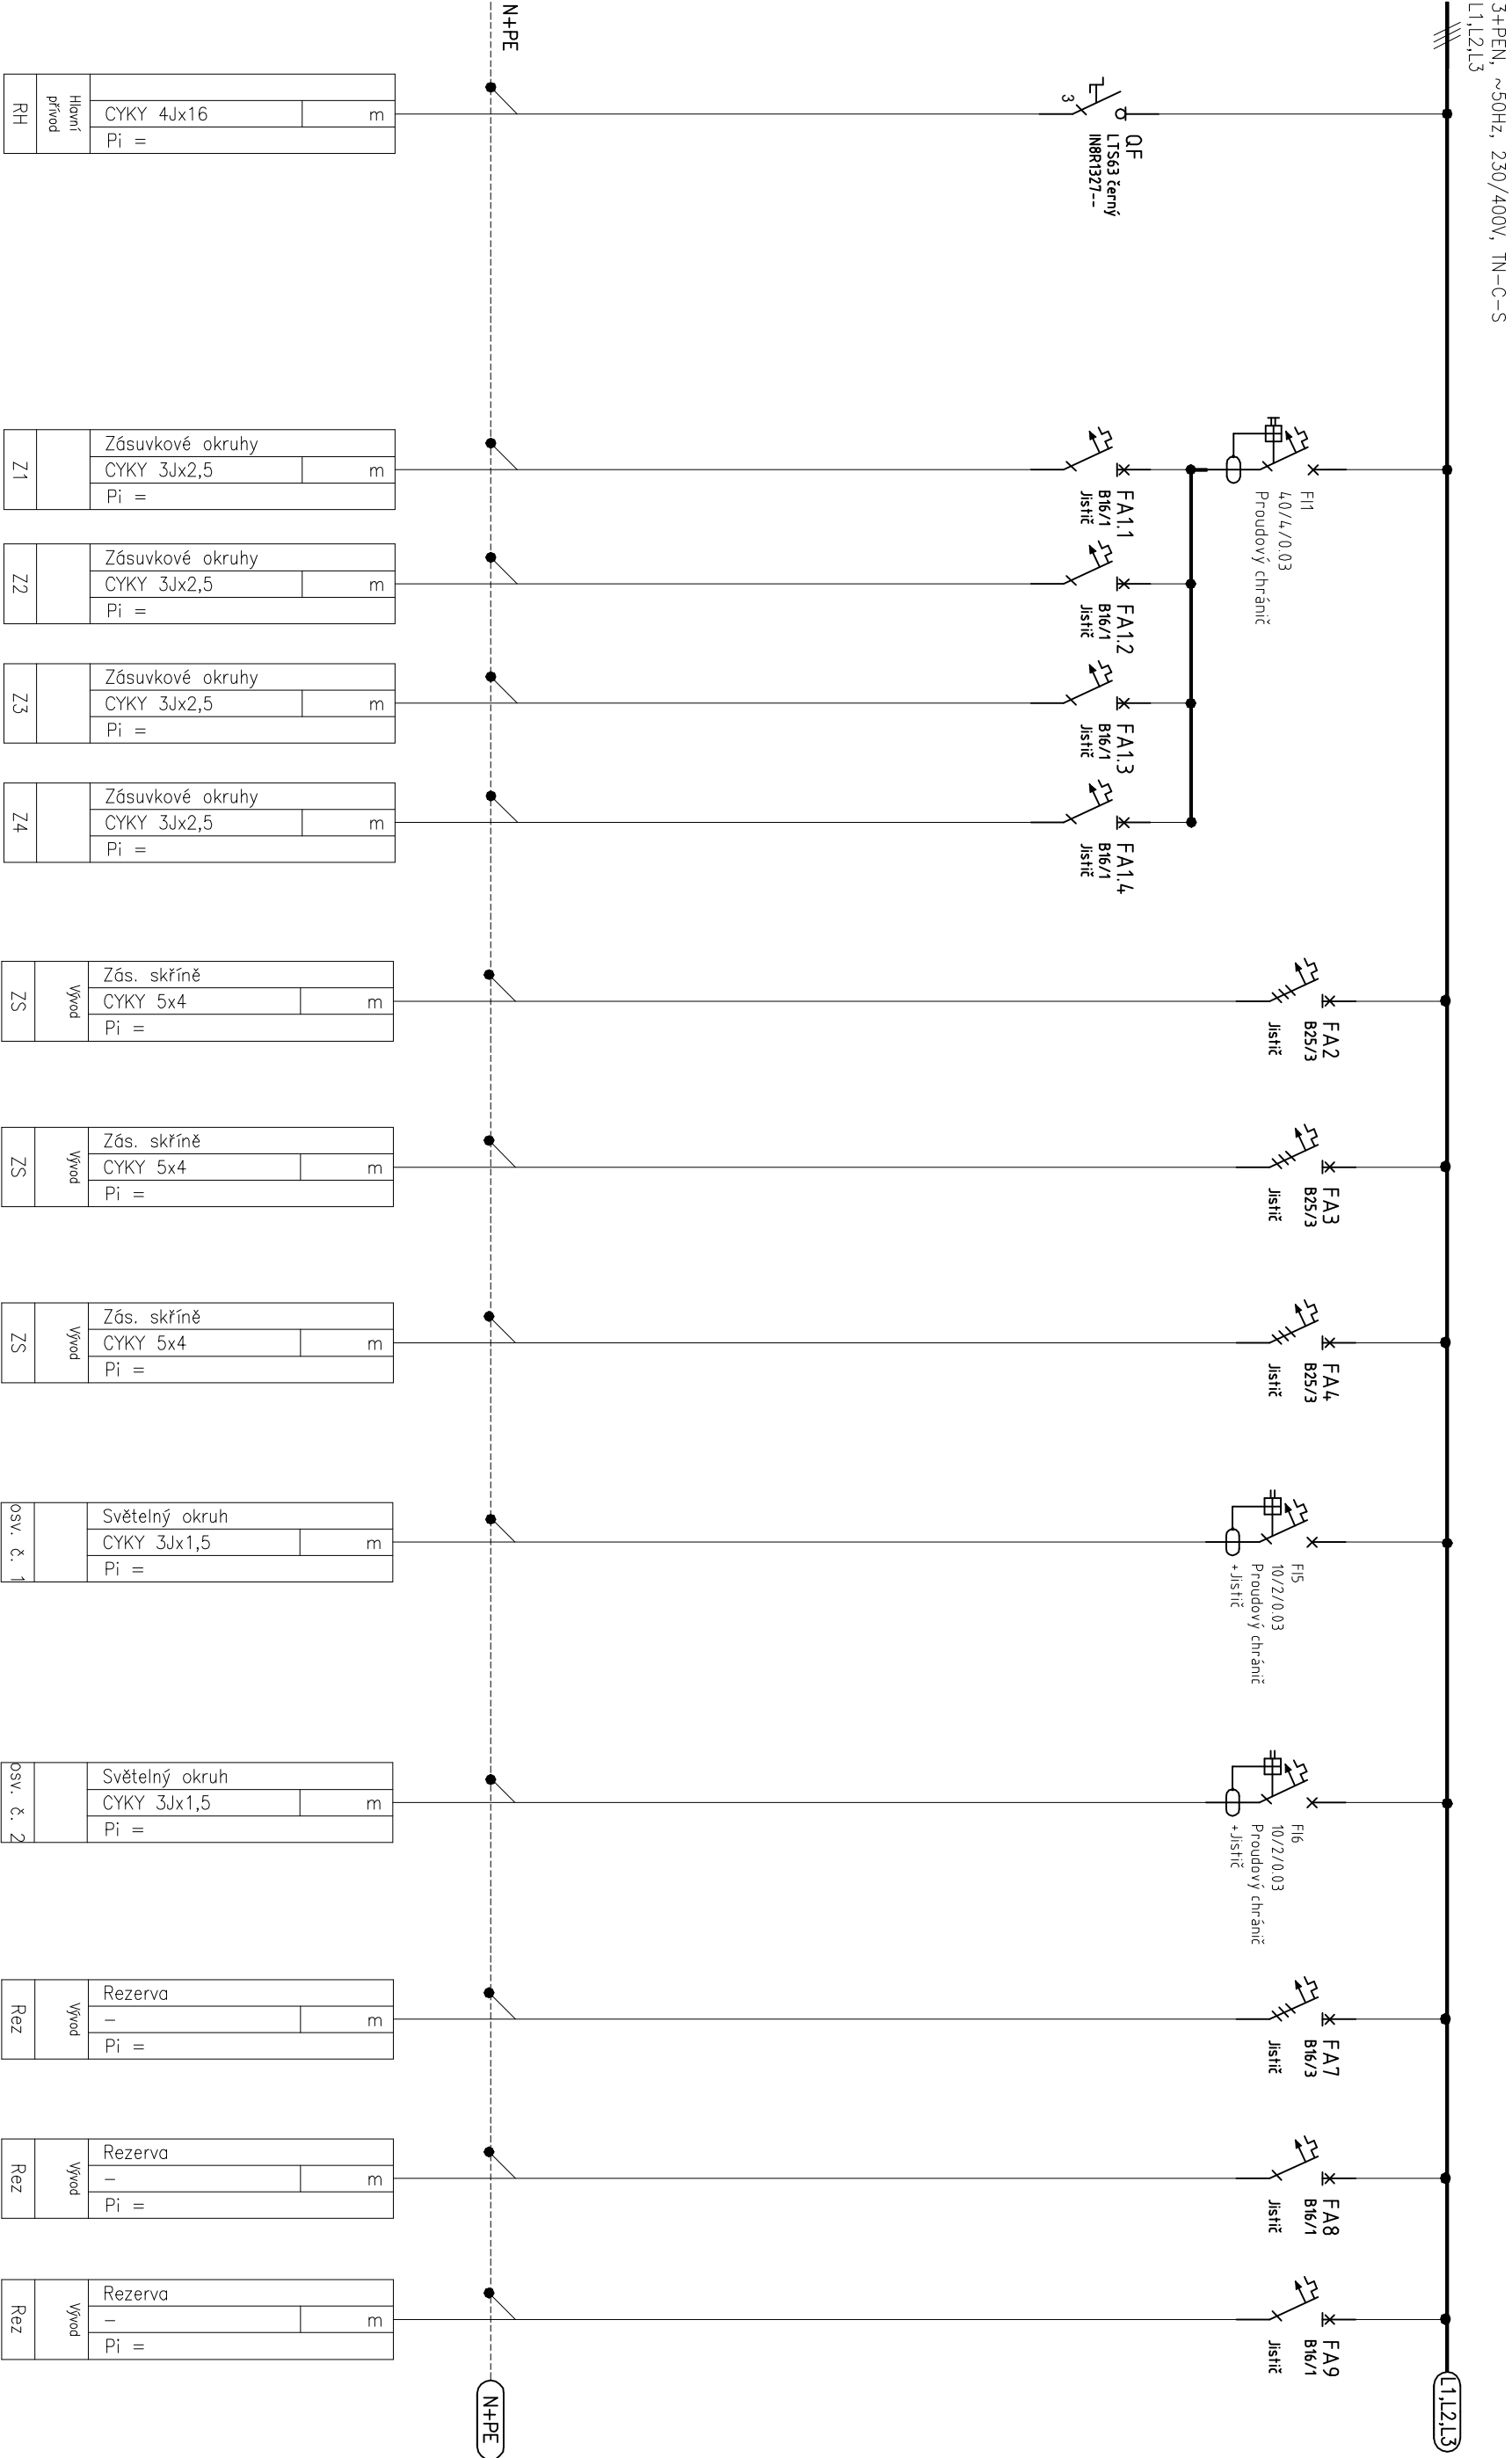 3+PEN, ~50Hz, 230/400V, TN-C-S
L1,L2,L3
N+PE
QF
LTS63 černý
IN8R1327--
3
RH
Hlavní
přívod
CYKY 4Jx16 m
Pi =
FI1
40/4/0.03
Proudový chránič
FA1.1
B16/1
Jistič
Z1
Zásuvkové okruhy
CYKY 3Jx2,5 m
Pi =
FA1.2
B16/1
Jistič
Z2
Zásuvkové okruhy
CYKY 3Jx2,5 m
Pi =
FA1.3
B16/1
Jistič
Z3
Zásuvkové okruhy
CYKY 3Jx2,5 m
Pi =
FA1.4
B16/1
Jistič
Z4
Zásuvkové okruhy
CYKY 3Jx2,5 m
Pi =
FA2
B25/3
Jistič
ZS
Vývod
Zás. skříně
CYKY 5x4 m
Pi =
FA3
B25/3
Jistič
ZS
Vývod
Zás. skříně
CYKY 5x4 m
Pi =
FA4
B25/3
Jistič
ZS
Vývod
Zás. skříně
CYKY 5x4 m
Pi =
FI5
10/2/0.03
Proudový chránič
+Jistič
osv. č. 1
Světelný okruh
CYKY 3Jx1,5 m
Pi =
FI6
10/2/0.03
Proudový chránič
+Jistič
osv. č. 2
Světelný okruh
CYKY 3Jx1,5 m
Pi =
FA7
B16/3
Jistič
Rez
Vývod
Rezerva
– m
Pi =
FA8
B16/1
Jistič
Rez
Vývod
Rezerva
– m
Pi =
FA9
B16/1
Jistič
Rez
Vývod
Rezerva
– m
Pi =
L1,L2,L3
N+PE